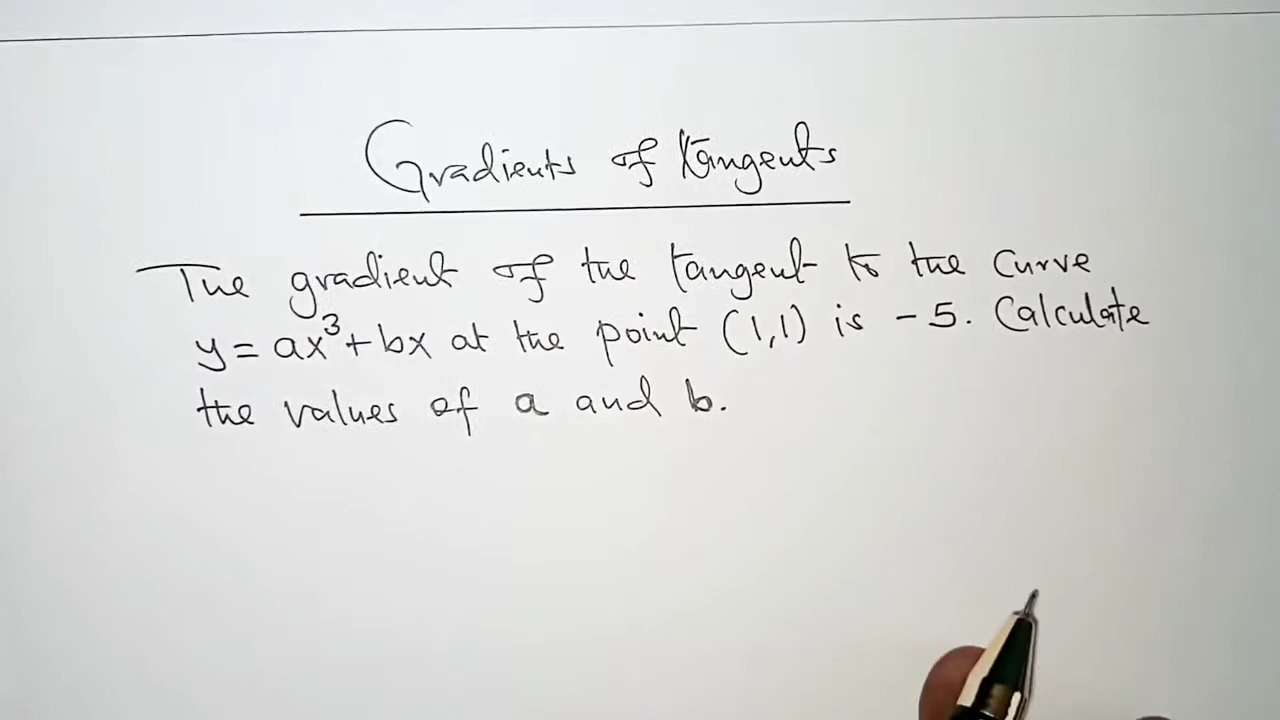 Gradients of tangents
The gradient of the tangent to the curve
y = ax³ + bx at the point (1,1) is -5. Calculate
the values of a and b.